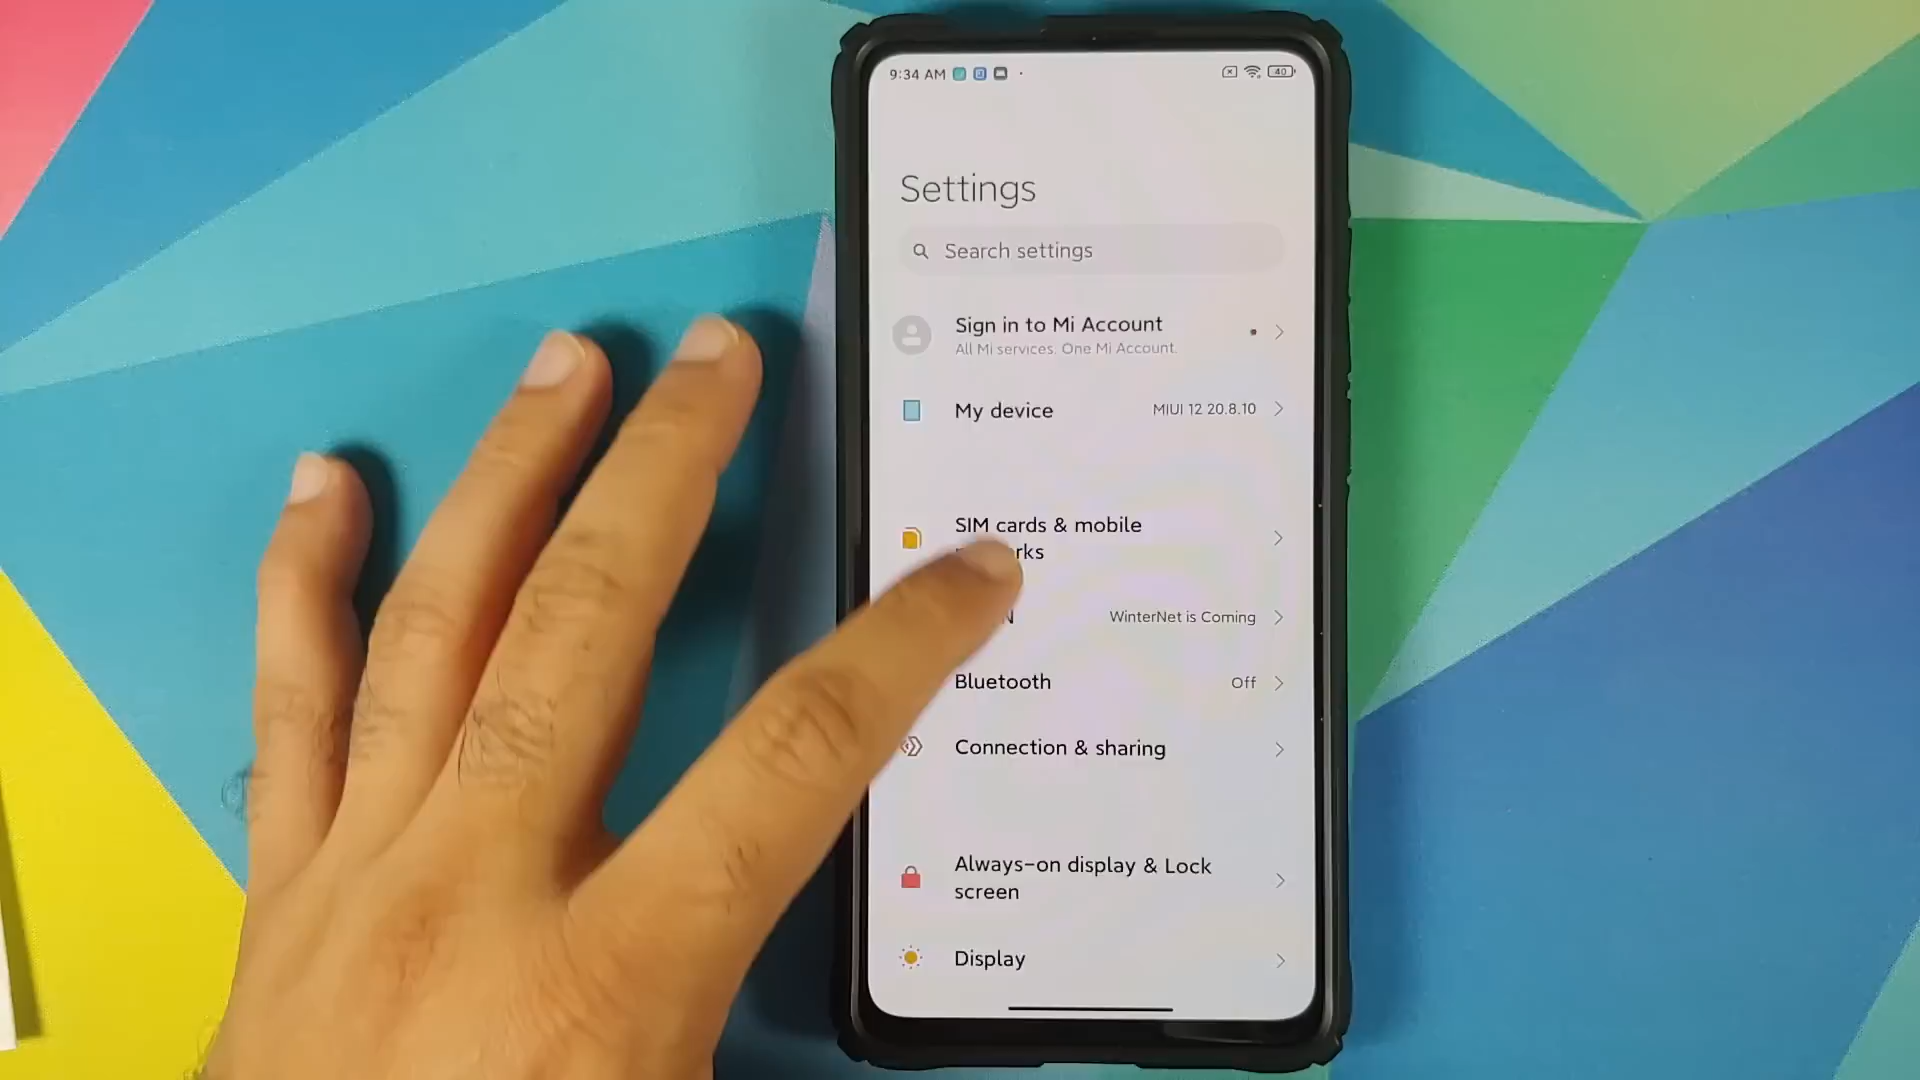 9:34 AM
40
Settings
Search settings
Sign in to Mi Account
All Mi services. One Mi Account.
My device
MIUI 12 20.8.10
SIM cards & mobile
WinterNet is Coming
Bluetooth
Off
Connection & sharing
Always-on display & Lock
screen
Display